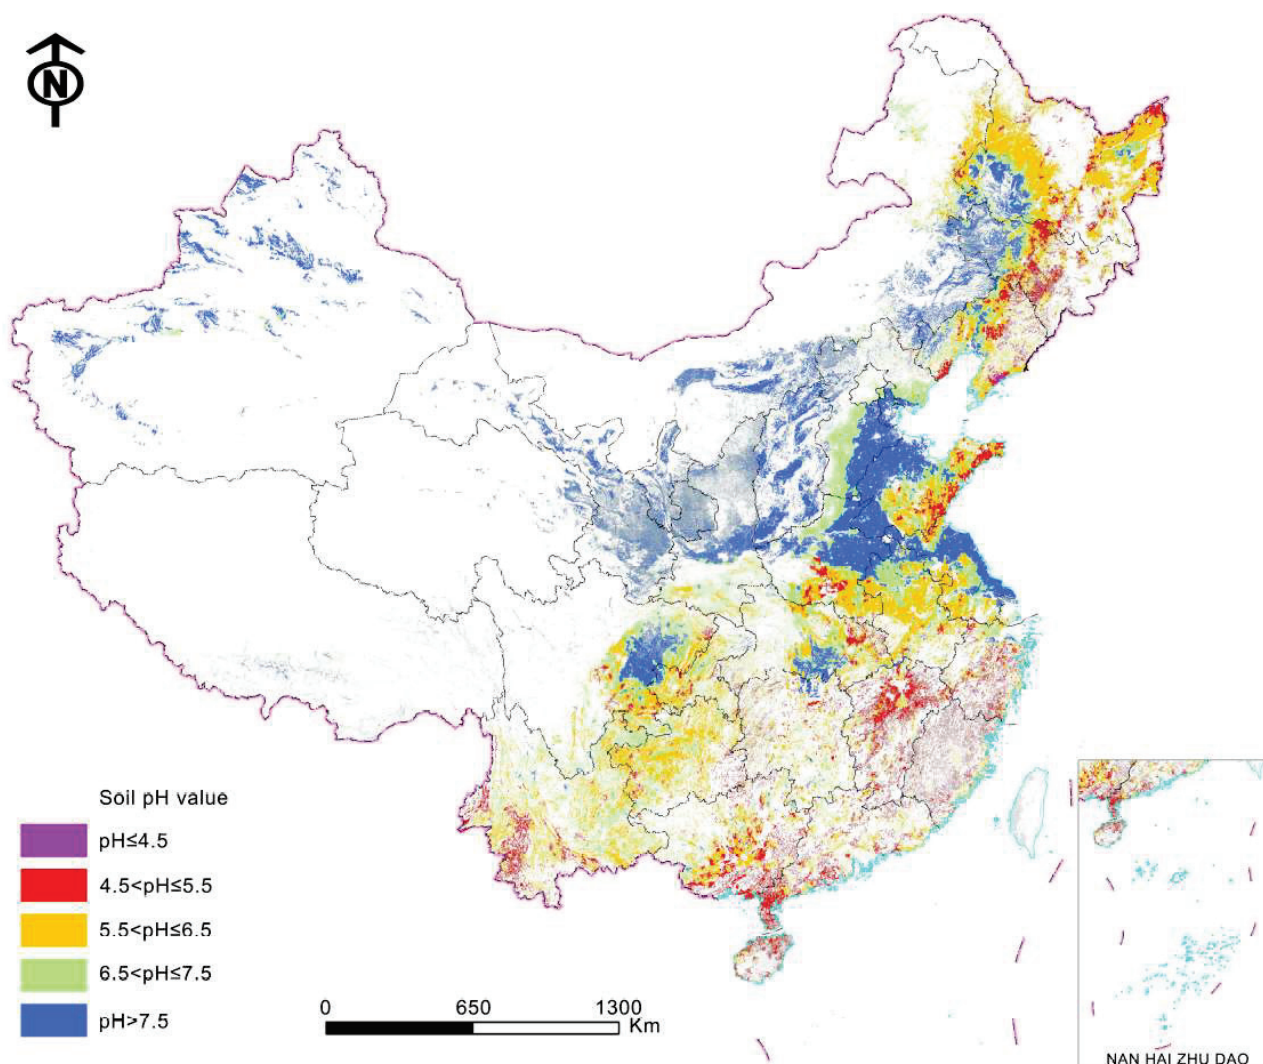 N
Soil pH value
pH≤4.5
4.5<pH≤5.5
5.5<pH≤6.5
6.5<pH≤7.5
pH>7.5
0 650 1300
Km
NAN HAI ZHU DAO